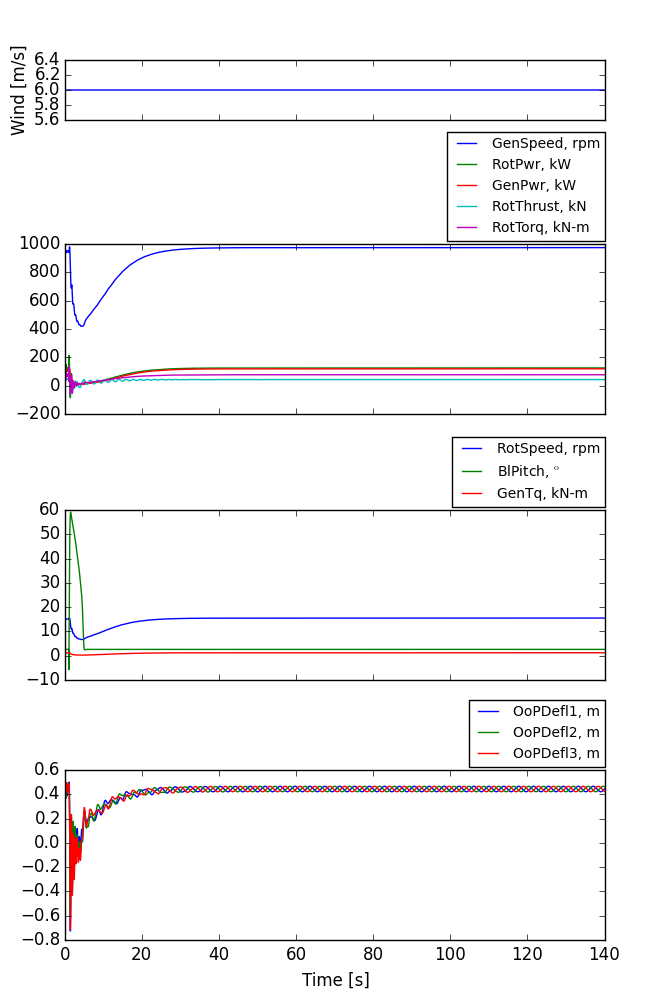 Wind [m/s]
6.4
6.2
6.0
5.8
5.6
GenSpeed, rpm
RotPwr, kW
GenPwr, kW
RotThrust, kN
RotTorq, kN-m
1000
800
600
400
200
0
−200
RotSpeed, rpm
BlPitch, °
GenTq, kN-m
60
50
40
30
20
10
0
−10
OoPDefl1, m
OoPDefl2, m
OoPDefl3, m
0.6
0.4
0.2
0.0
−0.2
−0.4
−0.6
−0.8
0 20 40 60 80 100 120 140
Time [s]